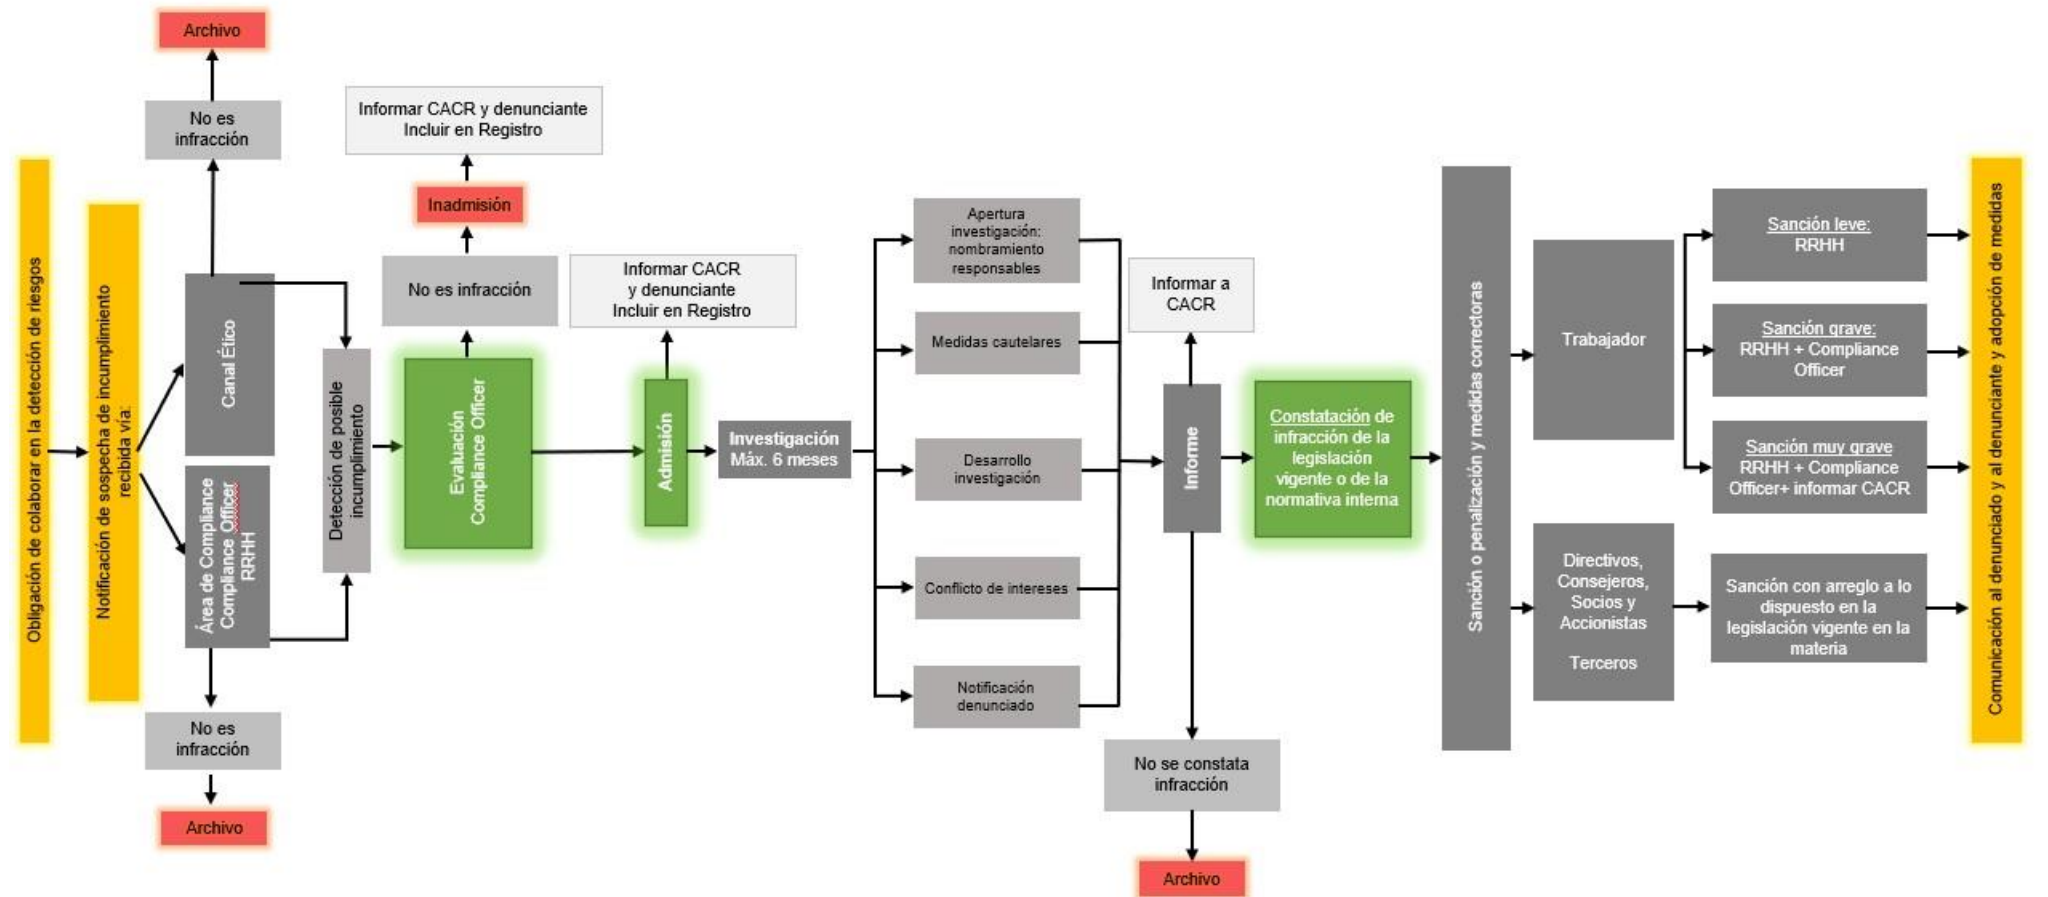 Obligación de colaborar en la detección de riesgos
Notificación de sospecha de incumplimiento
recibida vía:
Archivo
No es
infracción
Canal Ético
Área de Compliance
Compliance Officer
RRHH
No es
infracción
Archivo
Detección de posible
incumplimiento
Informar CACR y denunciante
Incluir en Registro
Inadmisión
No es infracción
Evaluación
Compliance Officer
Informar CACR
y denunciante
Incluir en Registro
Admisión
Investigación
Máx. 6 meses
Apertura
investigación:
nombramiento
responsables
Medidas cautelares
Desarrollo
investigación
Conflicto de intereses
Notificación
denunciado
Informar a
CACR
Informe
No se constata
infracción
Archivo
Constatación de
infracción de la
legislación
vigente o de la
normativa interna
Sanción o penalización y medidas correctoras
Trabajador
Directivos,
Consejeros,
Socios y
Accionistas
Terceros
Sanción leve:
RRHH
Sanción grave:
RRHH + Compliance
Officer
Sanción muy grave
RRHH + Compliance
Officer+ informar CACR
Sanción con arreglo a lo
dispuesto en la
legislación vigente en la
materia
Comunicación al denunciado y al denunciante y adopción de medidas